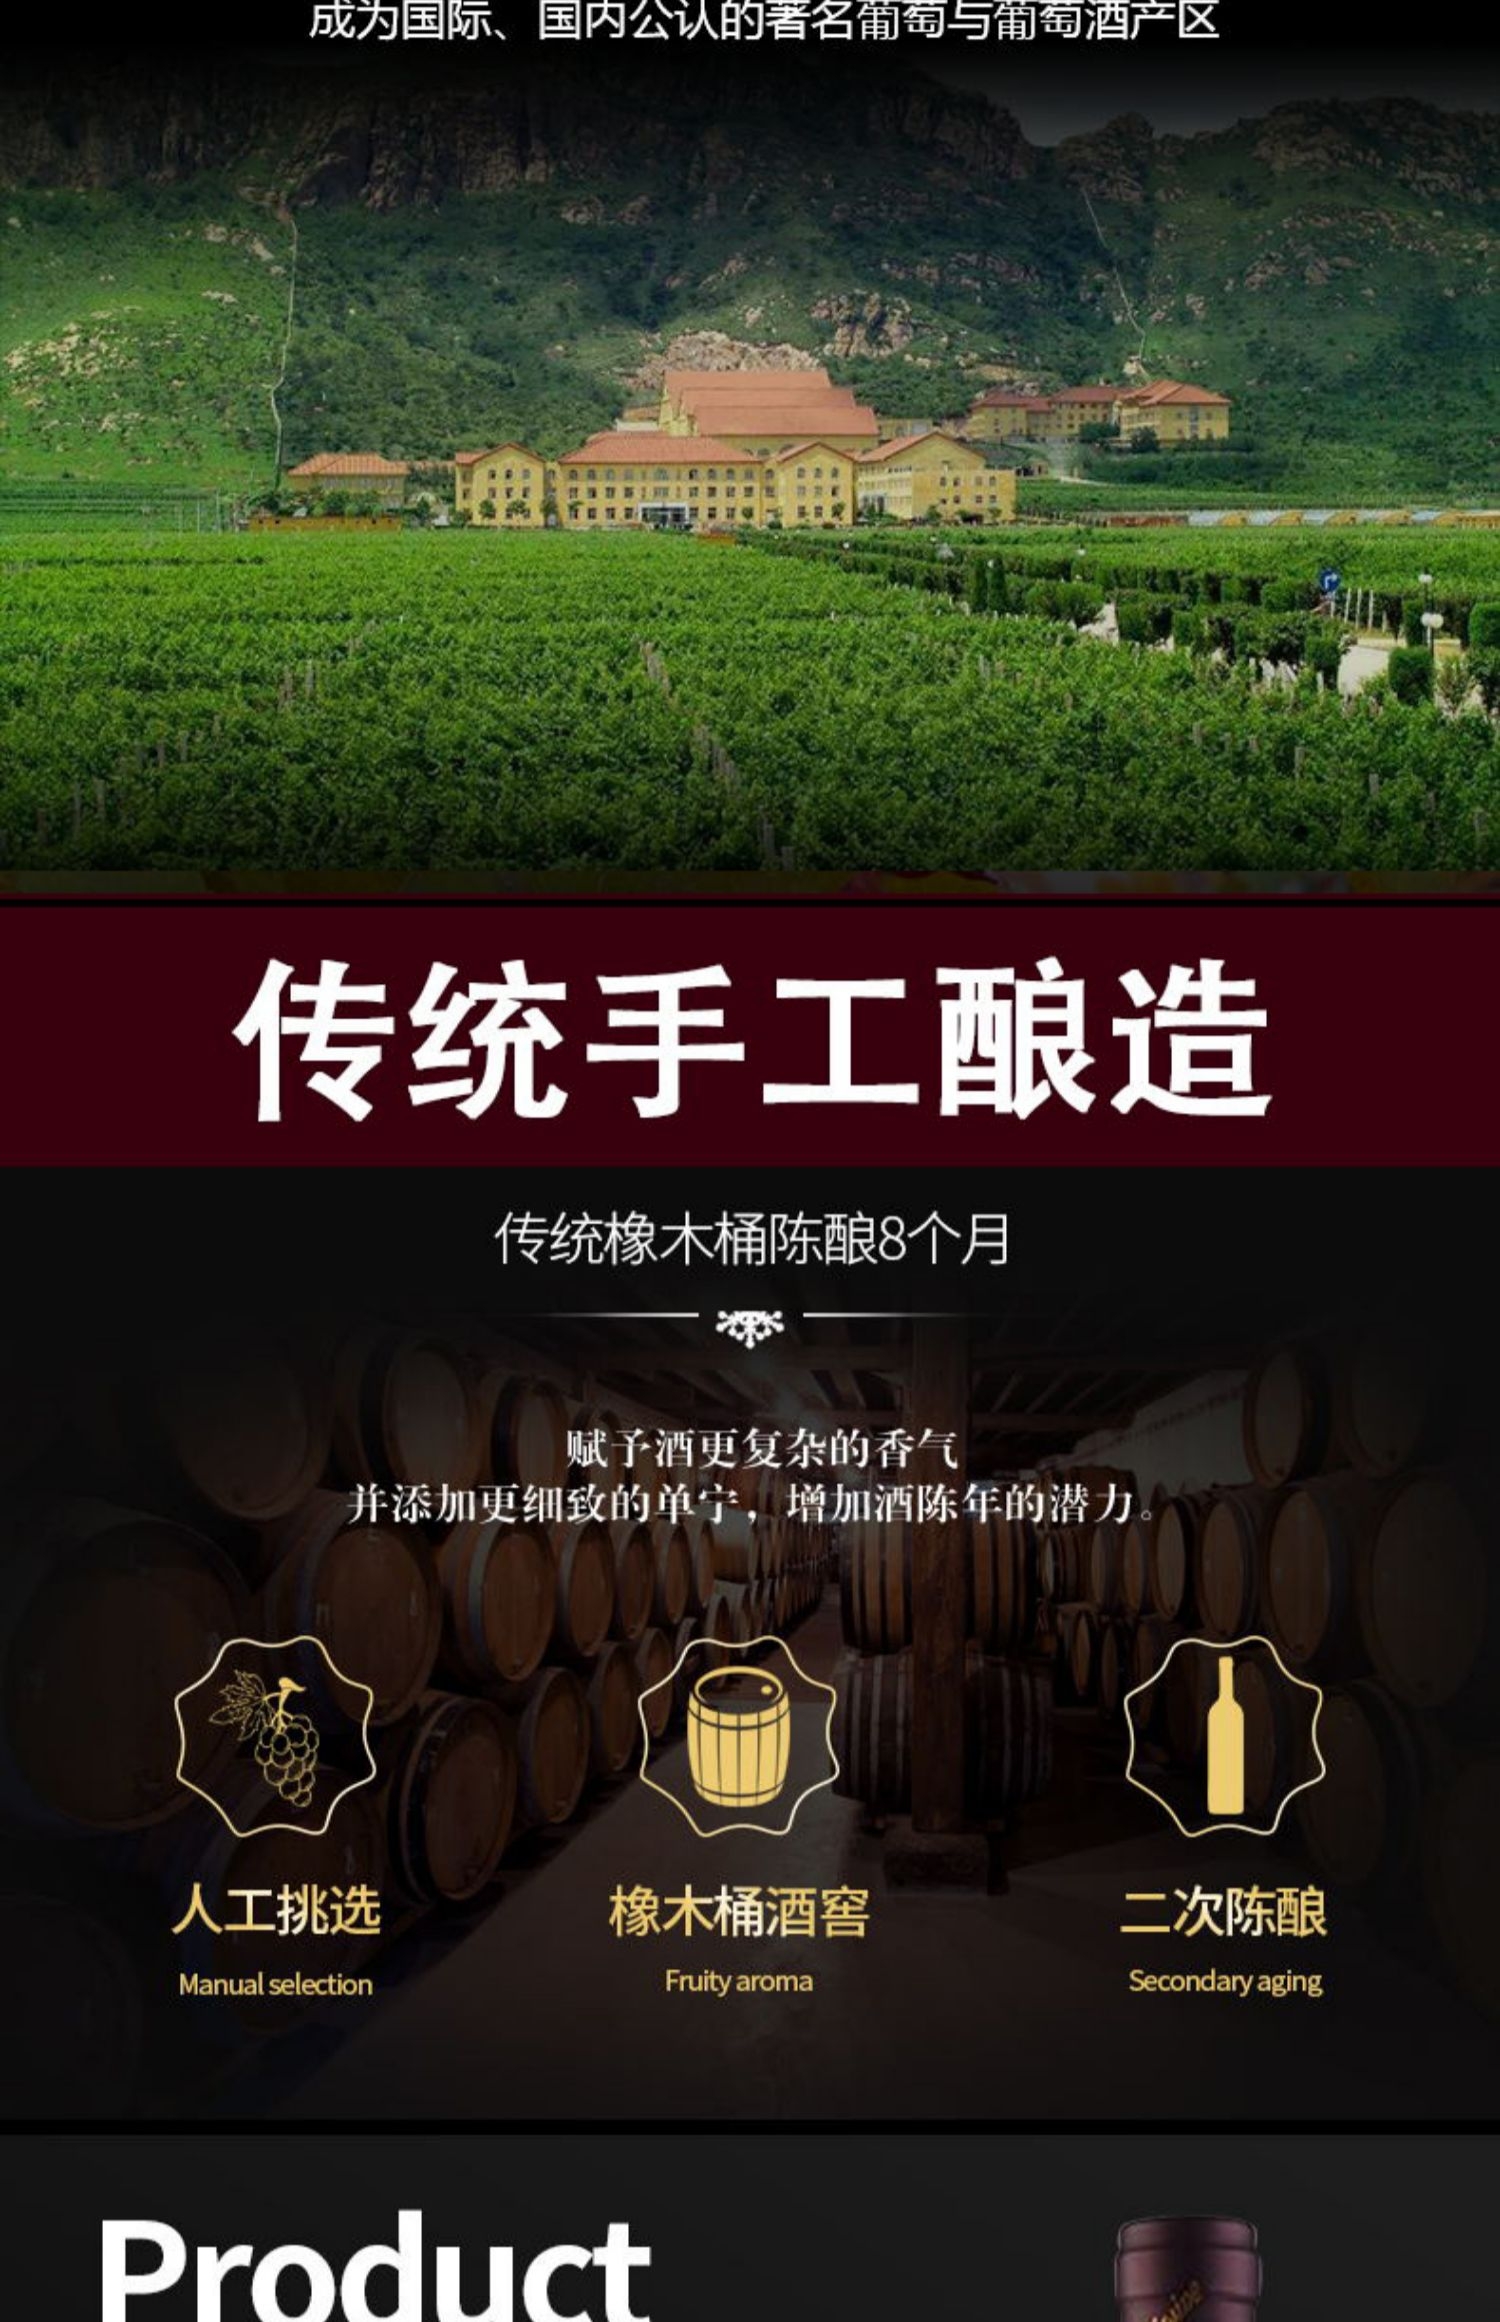 成为国际、国内公认的著名葡萄与葡萄酒产区
传统手工酿造
传统橡木桶陈酿8个月
赋予酒更复杂的香气
并添加更细致的单宁，增加酒陈年的潜力。
人工挑选
橡木桶酒窖
二次陈酿
Manual selection
Fruity aroma
Secondary aging
Product